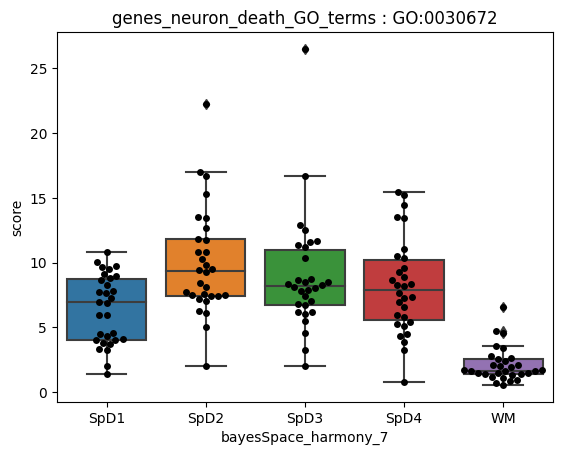 genes_neuron_death_GO_terms : GO:0030672
25
20
15
10
5
0
score
SpD1 SpD2 SpD3 SpD4 WM
bayesSpace_harmony_7